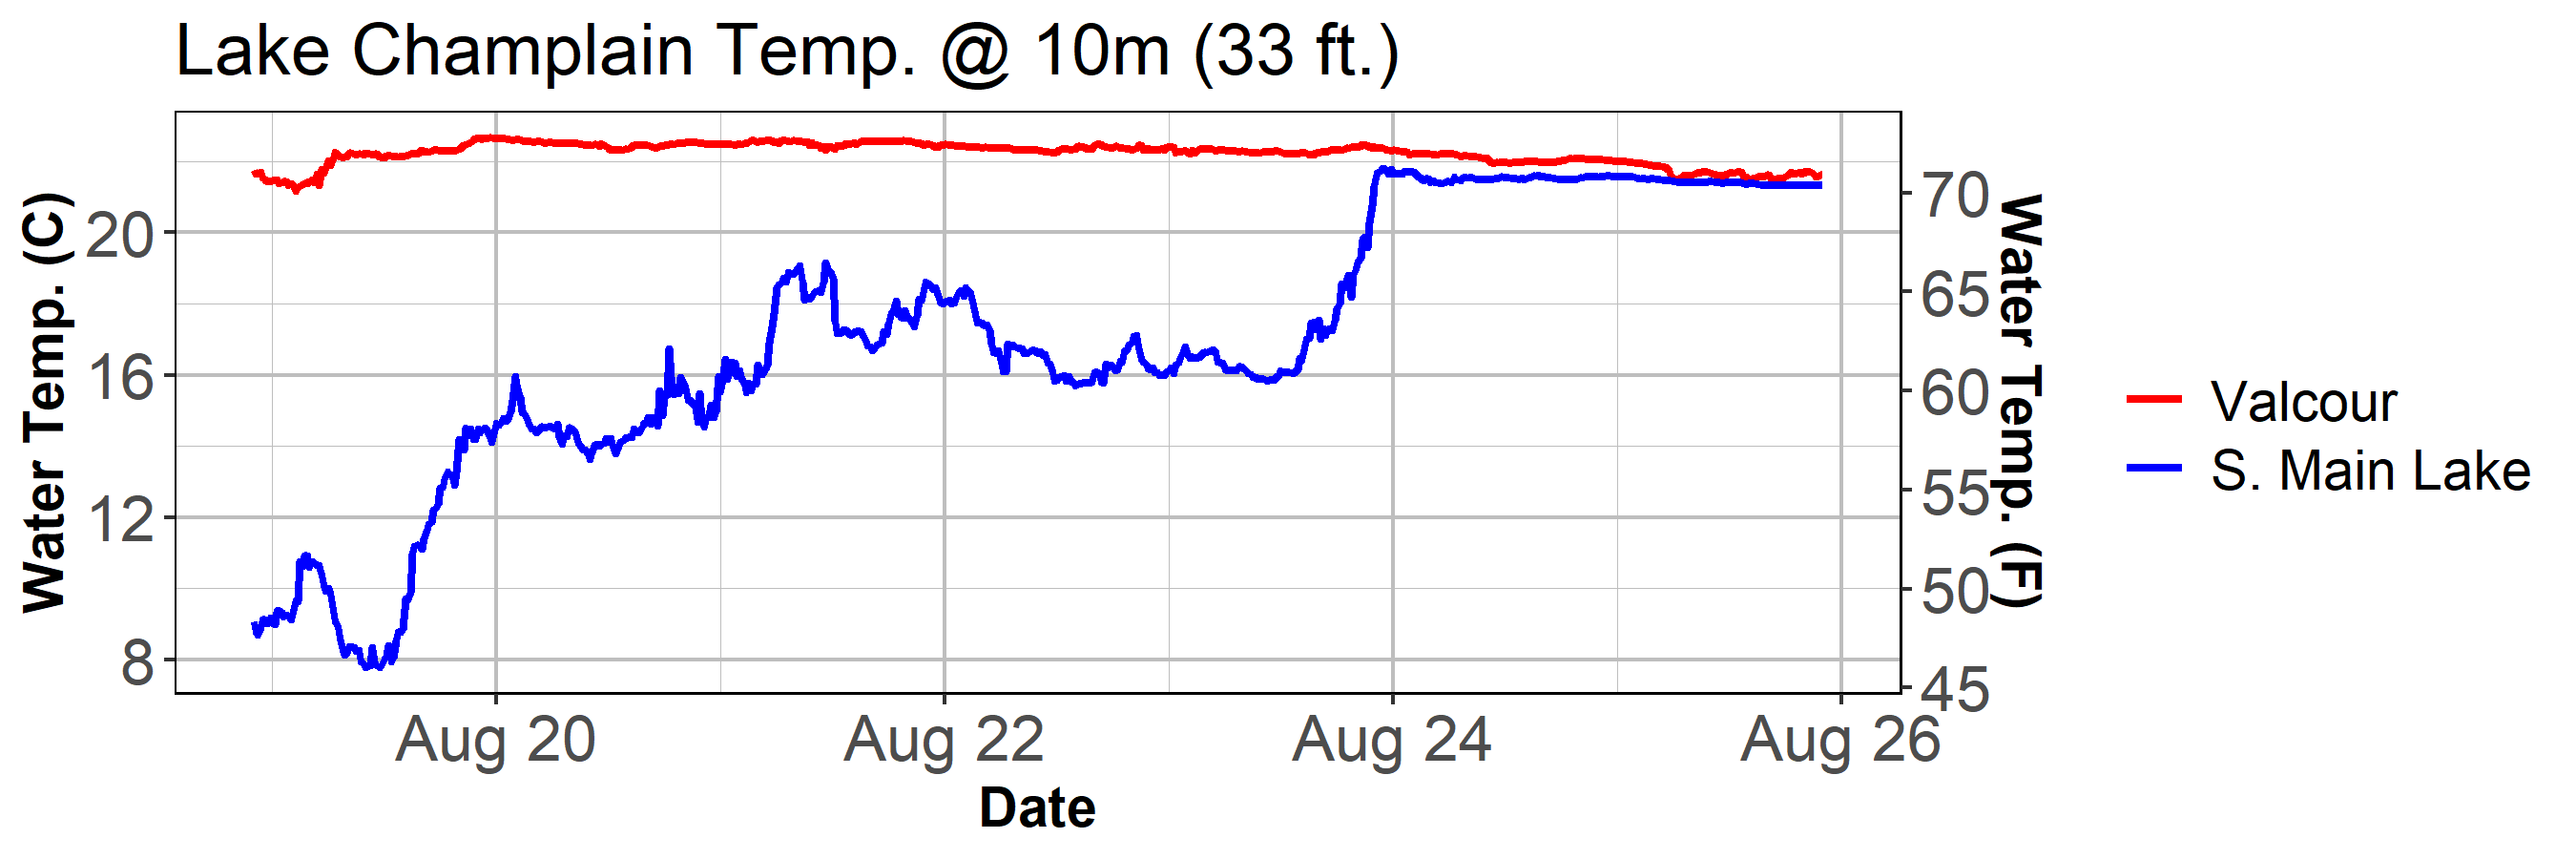 Lake Champlain Temp. @ 10m (33 ft.)
Water Temp. (C)
20
16
12
8
70
65
60
55
50
45
Water Temp. (F)
Aug 20
Aug 22
Aug 24
Aug 26
Date
Valcour
S. Main Lake